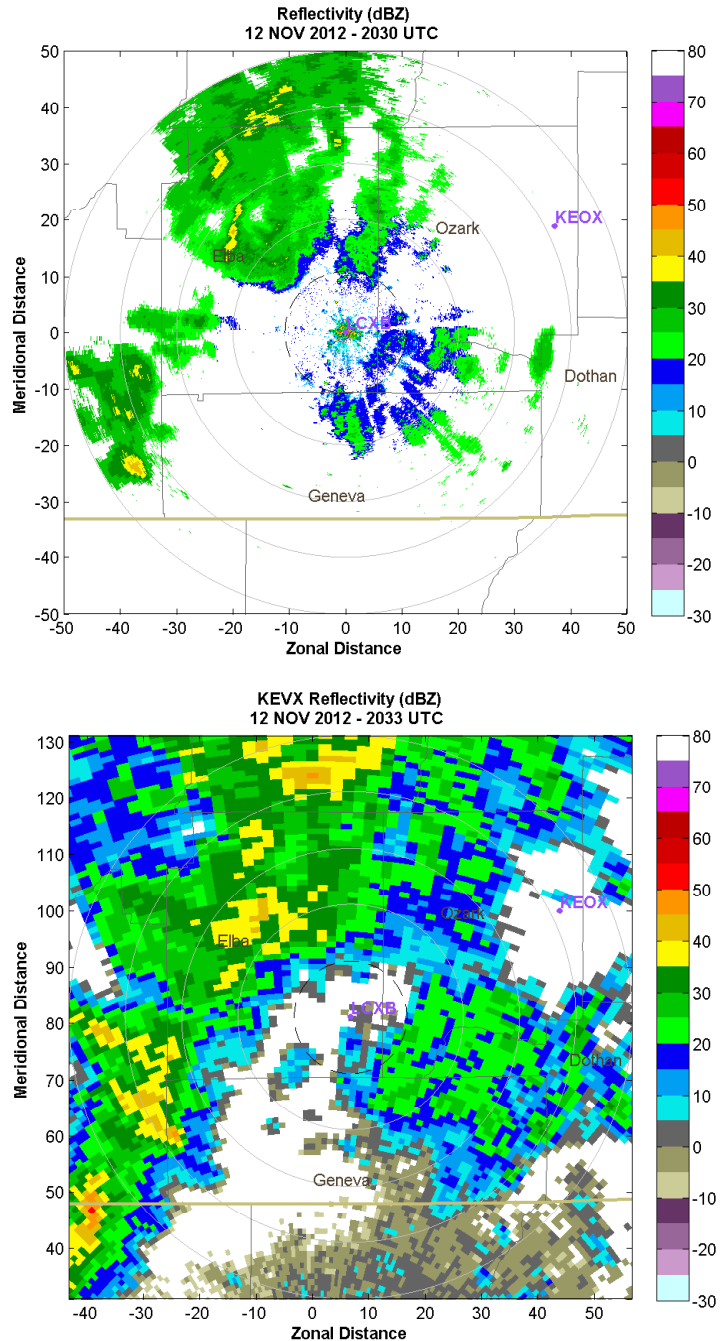 Reflectivity (dBZ)
12 NOV 2012 - 2030 UTC
50
40
30
20
10
0
-10
-20
-30
-40
-50
Meridional Distance
-50 -40 -30 -20 -10 0 10 20 30 40 50
Zonal Distance
KEOX
Ozark
Elba
LCXB
Dothan
Geneva
80
70
60
50
40
30
20
10
0
-10
-20
-30
KEVX Reflectivity (dBZ)
12 NOV 2012 - 2033 UTC
130
120
110
100
90
80
70
60
50
40
Meridional Distance
-40 -30 -20 -10 0 10 20 30 40 50
Zonal Distance
KEOX
Ozark
Elba
LCXB
Dothan
Geneva
80
70
60
50
40
30
20
10
0
-10
-20
-30